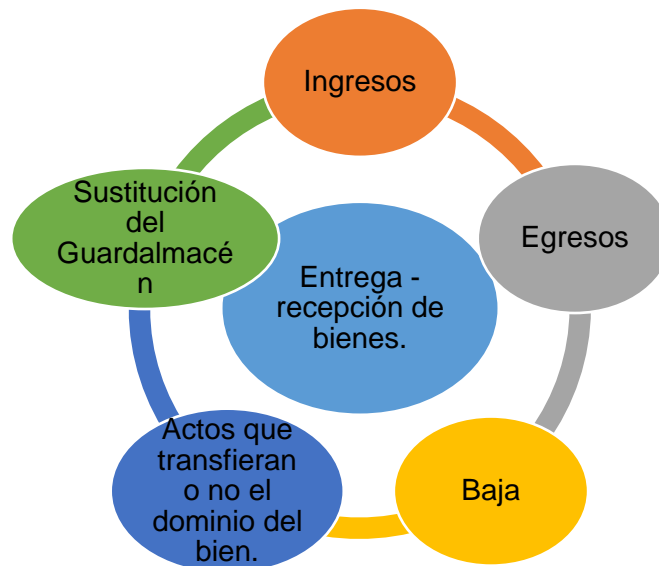 Ingresos
Egresos
Baja
Actos que
transfieran
o no el
dominio del
bien.
Sustitución
del
Guardalmacé
n
Entrega -
recepción de
bienes.